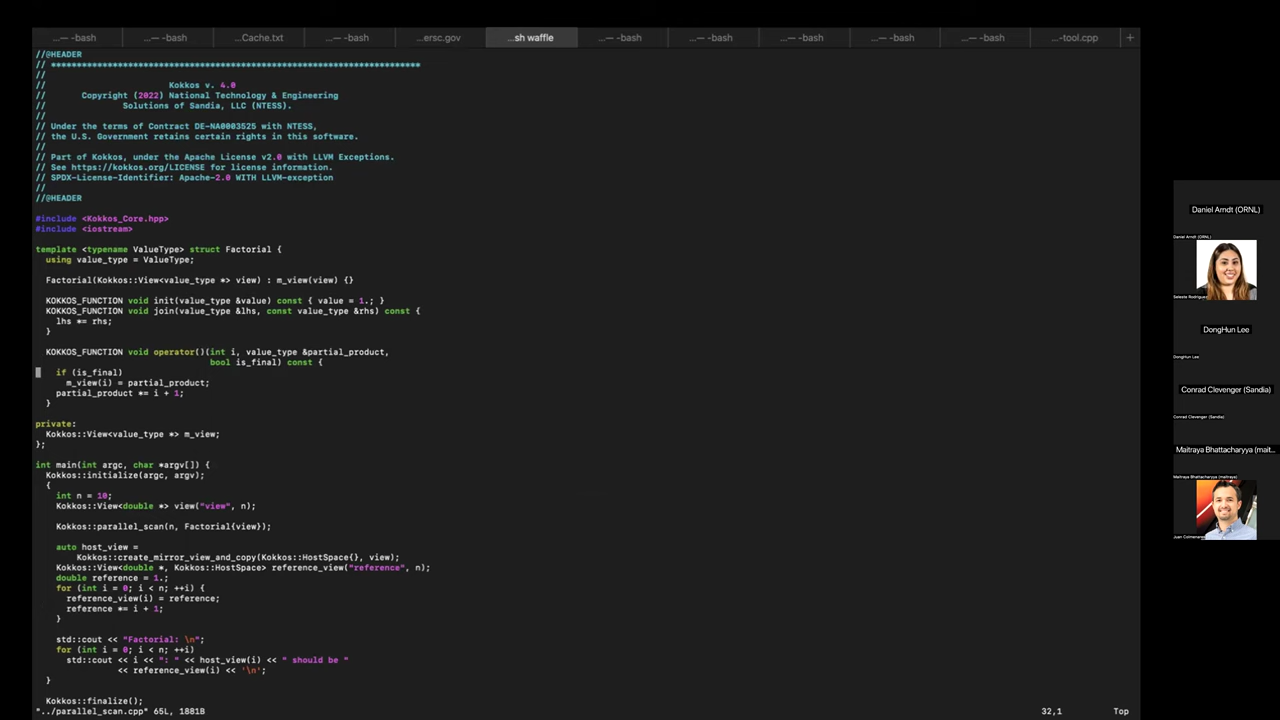 ...— -bash
...— -bash
...Cache.txt
...— -bash
...ersc.gov
...sh waffle
...— -bash
...— -bash
...— -bash
...— -bash
...— -bash
...-tool.cpp
+
//@HEADER
// ************************************************************************
//
//                        Kokkos v. 4.0
//       Copyright (2022) National Technology & Engineering
//               Solutions of Sandia, LLC (NTESS).
//
// Under the terms of Contract DE-NA0003525 with NTESS,
// the U.S. Government retains certain rights in this software.
//
// Part of Kokkos, under the Apache License v2.0 with LLVM Exceptions.
// See https://kokkos.org/LICENSE for license information.
// SPDX-License-Identifier: Apache-2.0 WITH LLVM-exception
//
//@HEADER
#include <Kokkos_Core.hpp>
#include <iostream>
template <typename ValueType> struct Factorial {
  using value_type = ValueType;
  Factorial(Kokkos::View<value_type *> view) : m_view(view) {}
  KOKKOS_FUNCTION void init(value_type &value) const { value = 1.; }
  KOKKOS_FUNCTION void join(value_type &lhs, const value_type &rhs) const {
    lhs *= rhs;
  }
  KOKKOS_FUNCTION void operator()(int i, value_type &partial_product,
                                  bool is_final) const {
    if (is_final)
      m_view(i) = partial_product;
    partial_product *= i + 1;
  }
private:
  Kokkos::View<value_type *> m_view;
};
int main(int argc, char *argv[]) {
  Kokkos::initialize(argc, argv);
  {
    int n = 10;
    Kokkos::View<double *> view("view", n);
    Kokkos::parallel_scan(n, Factorial{view});
    auto host_view =
        Kokkos::create_mirror_view_and_copy(Kokkos::HostSpace{}, view);
    Kokkos::View<double *, Kokkos::HostSpace> reference_view("reference", n);
    double reference = 1.;
    for (int i = 0; i < n; ++i) {
      reference_view(i) = reference;
      reference *= i + 1;
    }
    std::cout << "Factorial: \n";
    for (int i = 0; i < n; ++i)
      std::cout << i << ": " << host_view(i) << " should be "
                << reference_view(i) << '\n';
  }
  Kokkos::finalize();
"../parallel_scan.cpp" 65L, 1881B
32,1
Top
Daniel Arndt (ORNL)
Daniel Arndt (ORNL)
DongHun Lee
DongHun Lee
Conrad Clevenger (Sandia)
Conrad Clevenger (Sandia)
Maitraya Bhattacharyya (mait...
Maitraya Bhattacharyya (maitraya)